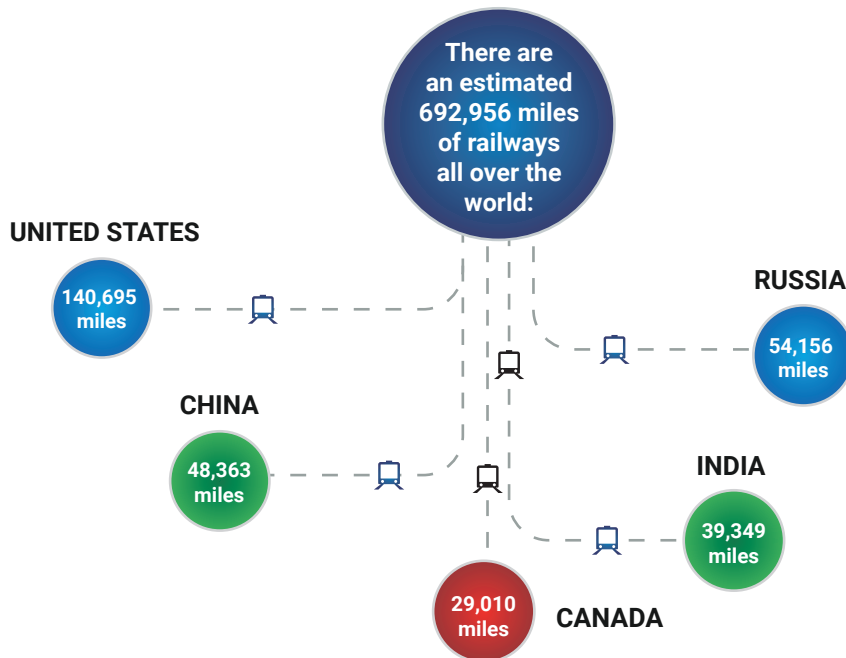 There are
an estimated
692,956 miles
of railways
all over the
world:
UNITED STATES
140,695
miles
RUSSIA
54,156
miles
CHINA
48,363
miles
INDIA
39,349
miles
29,010
miles
CANADA